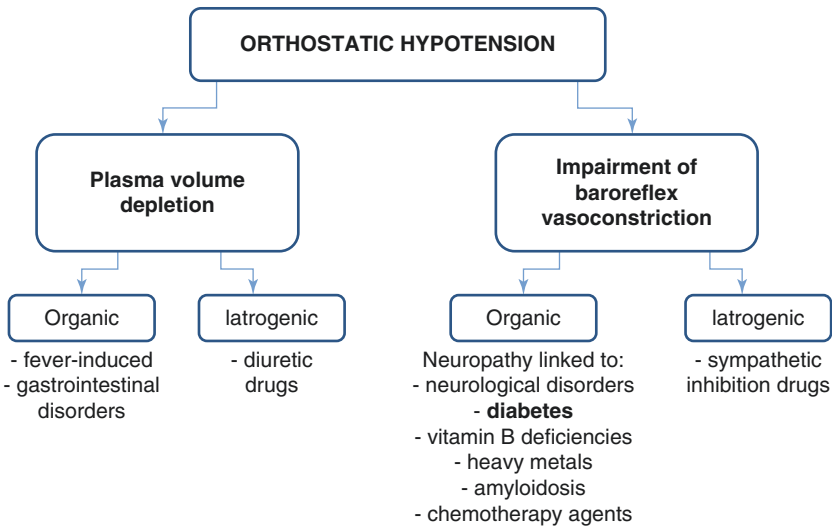 ORTHOSTATIC HYPOTENSION
Plasma volume
depletion
Impairment of
baroreflex
vasoconstriction
Organic
- fever-induced
- gastrointestinal
disorders
Iatrogenic
- diuretic
drugs
Organic
Neuropathy linked to:
- neurological disorders
- diabetes
- vitamin B deficiencies
- heavy metals
- amyloidosis
- chemotherapy agents
Iatrogenic
- sympathetic
inhibition drugs